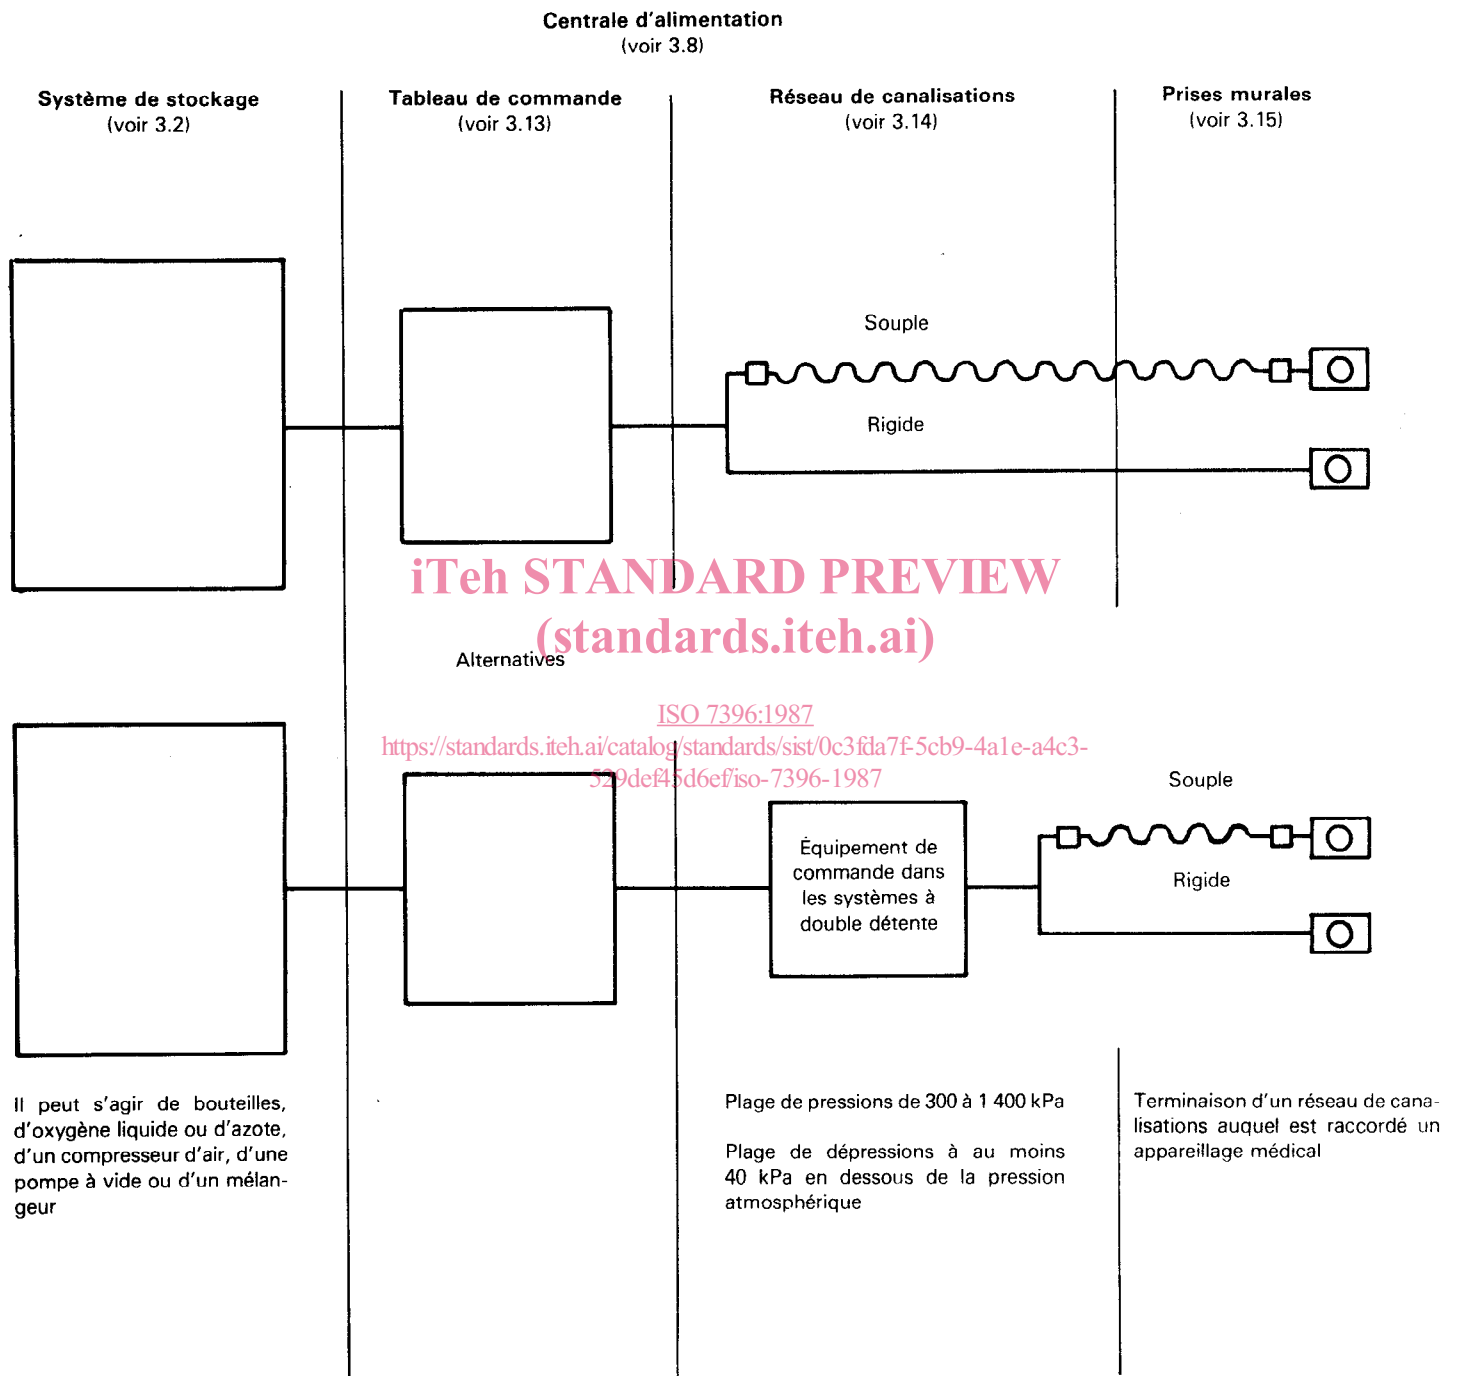 Centrale d'alimentation
(voir 3.8)
Système de stockage
(voir 3.2)
Tableau de commande
(voir 3.13)
Réseau de canalisations
(voir 3.14)
Prises murales
(voir 3.15)
Souple
Rigide
iTeh STANDARD PREVIEW
(standards.iteh.ai)
Alternatives
ISO 7396:1987
https://standards.iteh.ai/catalog/standards/sist/0c3fda7f-5cb9-4a1e-a4c3-
529def45d6ef/iso-7396-1987
Souple
Équipement de
commande dans
les systèmes à
double détente
Rigide
Il peut s'agir de bouteilles,
d'oxygène liquide ou d'azote,
d'un compresseur d'air, d'une
pompe à vide ou d'un mélan-
geur
Plage de pressions de 300 à 1 400 kPa
Plage de dépressions à au moins
40 kPa en dessous de la pression
atmosphérique
Terminaison d'un réseau de cana-
lisations auquel est raccordé un
appareillage médical